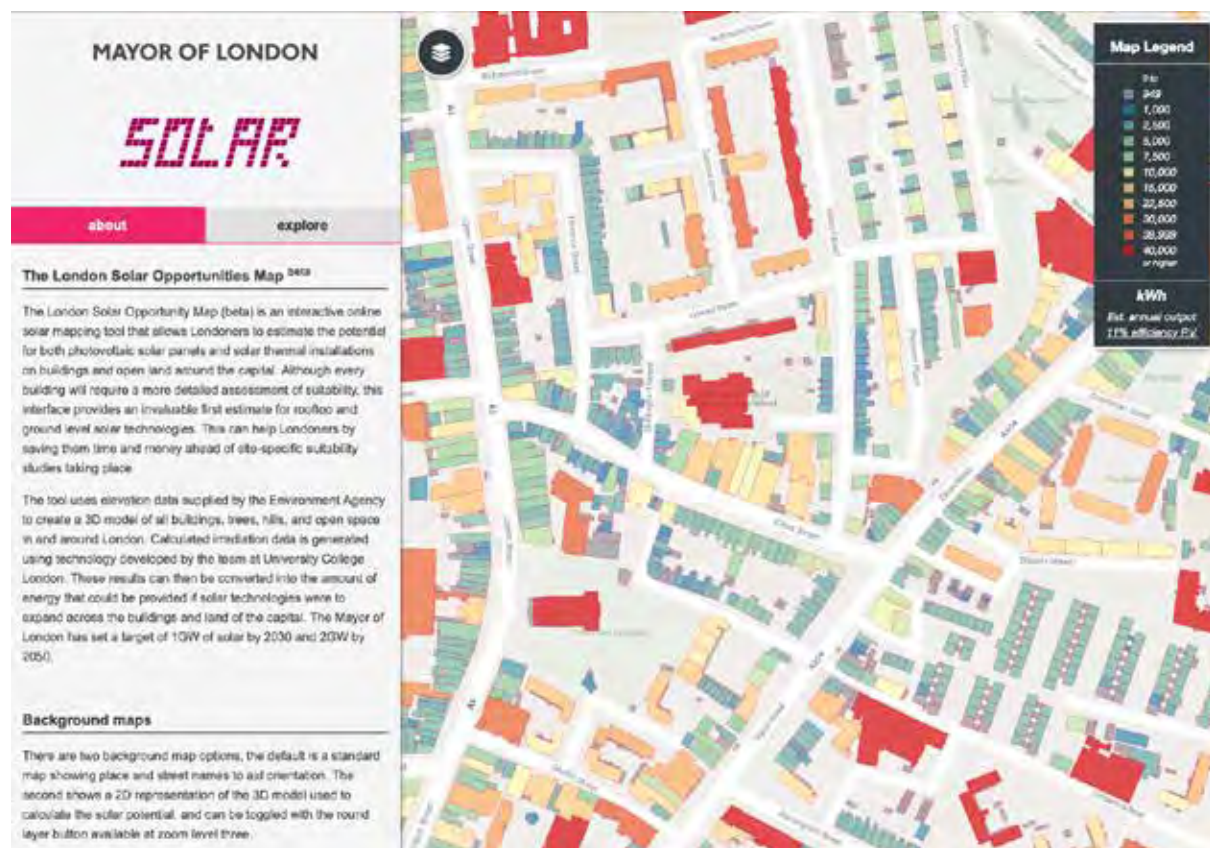 MAYOR OF LONDON
SOLAR
about
explore
The London Solar Opportunities Map beta
The London Solar Opportunity Map (beta) is an interactive online
solar mapping tool that allows Londoners to estimate the potential
for both photovoltaic solar panels and solar thermal installations
on buildings and open land around the capital. Although every
building will require a more detailed assessment of suitability, this
interface provides an invaluable first estimate for rooftop and
ground level solar technologies. This can help Londoners by
saving them time and money ahead of site-specific suitability
studies taking place
The tool uses elevation data supplied by the Environment Agency
to create a 3D model of all buildings, trees, hills, and open space
in and around London. Calculated irradiation data is generated
using technology developed by the team at University College
London. These results can then be converted into the amount of
energy that could be provided if solar technologies were to
expand across the buildings and land of the capital. The Mayor of
London has set a target of 1GW of solar by 2030 and 2GW by
2050.
Background maps
There are two background map options, the default is a standard
map showing place and street names to aid orientation. The
second shows a 2D representation of the 3D model used to
calculate the solar potential, and can be toggled with the round
layer button available at zoom level three.
Map Legend
0 to
949
1,000
2,500
5,000
7,500
10,000
15,000
22,500
30,000
39,999
40,000
or higher
kWh
Est. annual output
11% efficiency P.V.
A5
Cross Street